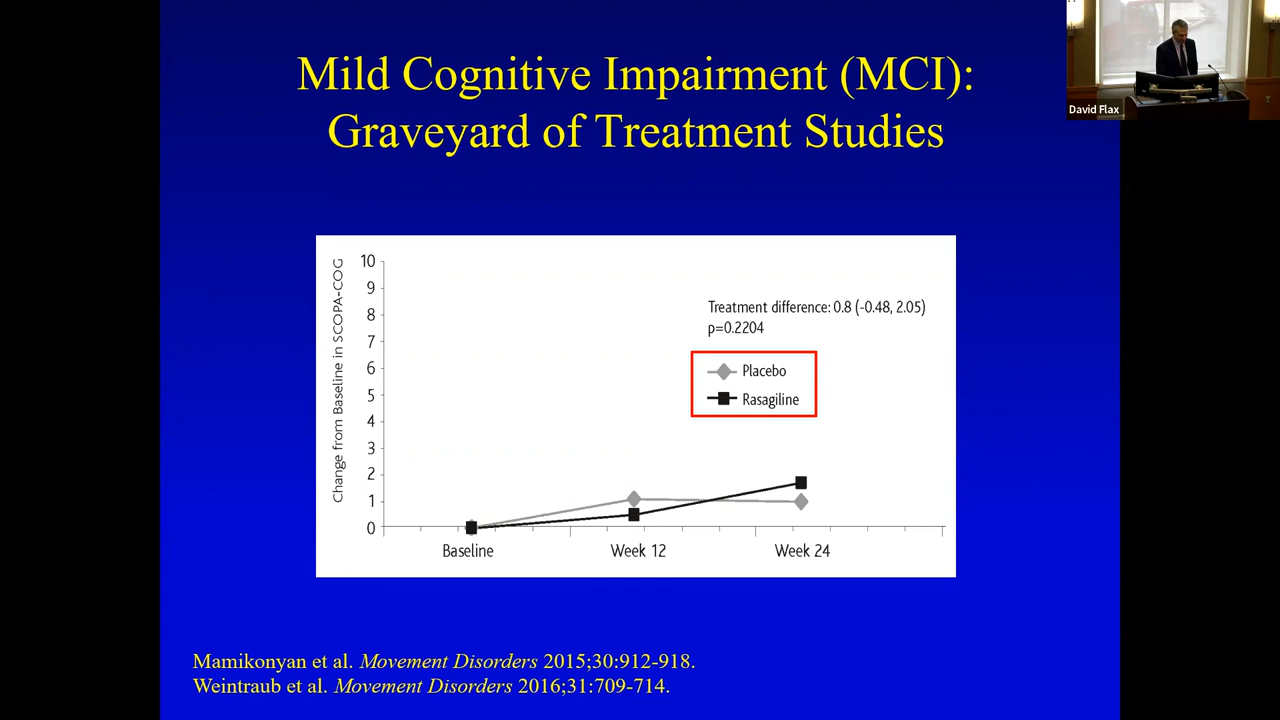 Mild Cognitive Impairment (MCI):
Graveyard of Treatment Studies
David Flax
Change from Baseline in SCOPA-COG
10
9
8
7
6
5
4
3
2
1
0
Treatment difference: 0.8 (-0.48, 2.05)
p=0.2204
Placebo
Rasagiline
Baseline
Week 12
Week 24
Mamikonyan et al. Movement Disorders 2015;30:912-918.
Weintraub et al. Movement Disorders 2016;31:709-714.